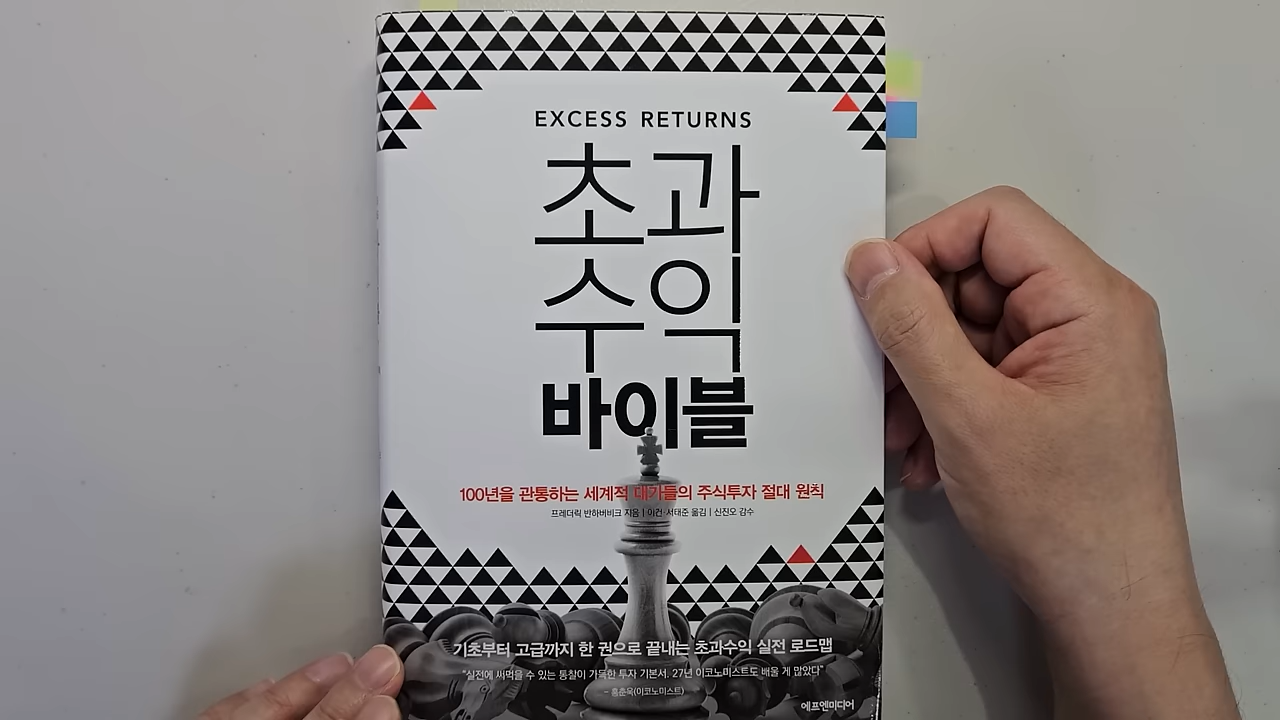 EXCESS RETURNS
초과
수익
바이블
100년을 관통하는 세계적 대가들의 주식투자 절대 원칙
프레더릭 반하버비크 지음 | 이건·서태준 옮김 | 신진오 감수
기초부터 고급까지 한 권으로 끝내는 초과수익 실전 로드맵
“실전에 써먹을 수 있는 통찰이 가득한 투자 기본서. 27년 이코노미스트도 배울 게 많았다”
- 홍춘욱(이코노미스트)
에프엔미디어